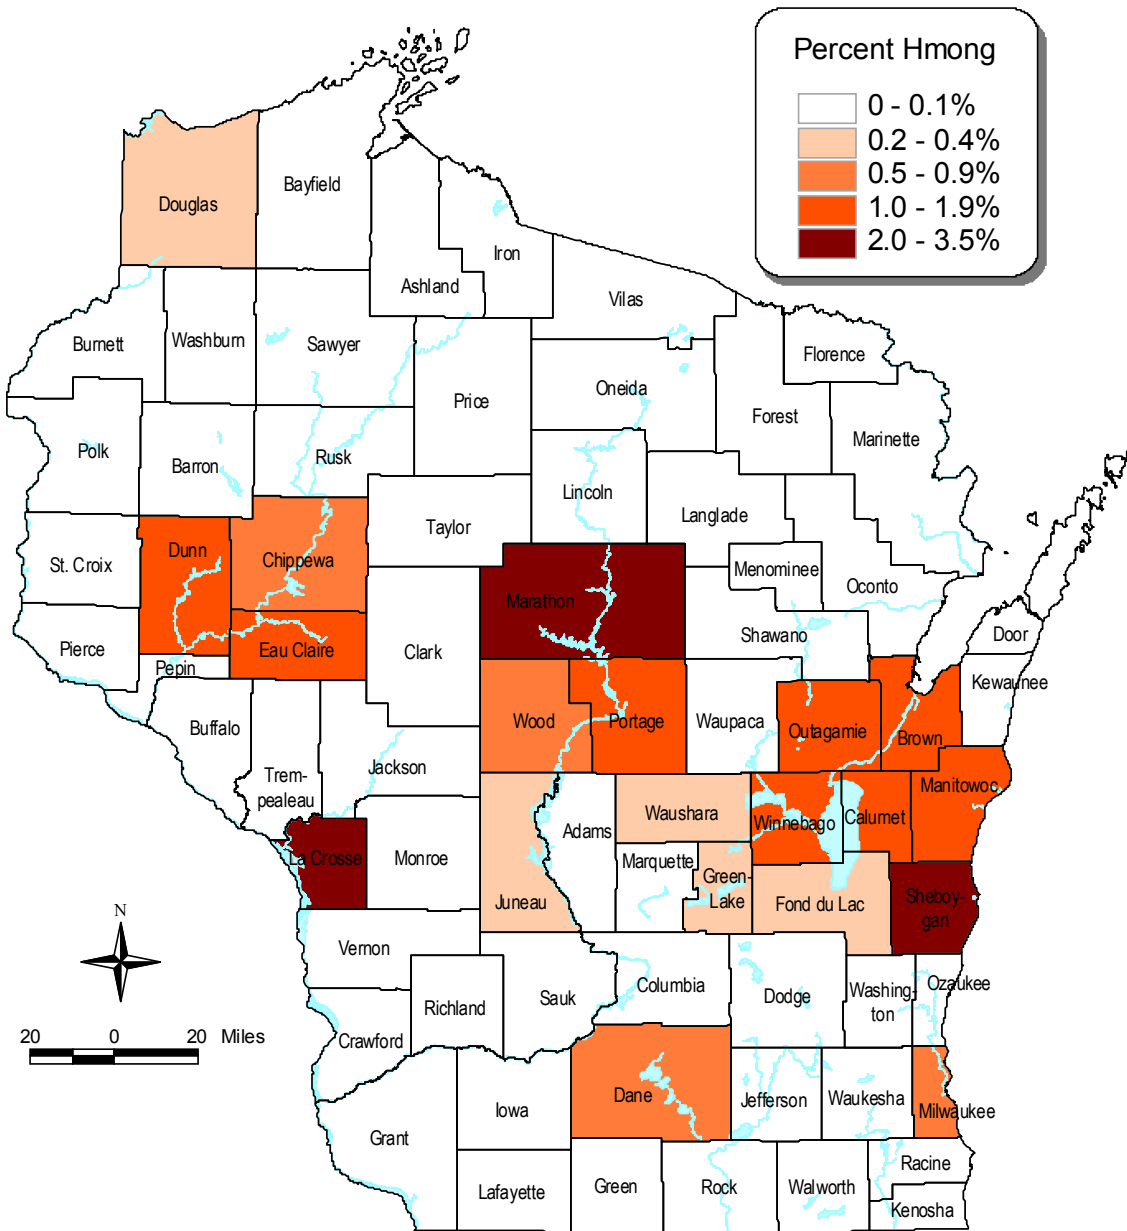 Percent Hmong
0 - 0.1%
0.2 - 0.4%
0.5 - 0.9%
1.0 - 1.9%
2.0 - 3.5%
Douglas
Bayfield
Iron
Ashland
Vilas
Burnett
Washburn
Sawyer
Florence
Oneida
Price
Forest
Marinette
Polk
Barron
Rusk
Lincoln
Langlade
Taylor
Dunn
Chippewa
St. Croix
Menominee
Oconto
Marathon
Shawano
Door
Pierce
Eau Claire
Clark
Pepin
Kewaunee
Buffalo
Wood
Portage
Waupaca
Outagamie
Brown
Jackson
Trem-
pealeau
Manitowoc
Waushara
Winnebago
Calumet
Adams
La Crosse
Monroe
Marquette
Green-
Lake
Juneau
Fond du Lac
Sheboy-
gan
N
Vernon
Columbia
Sauk
Dodge
Washing-
ton
Ozaukee
Richland
20 0 20 Miles
Crawford
Dane
Jefferson
Waukesha
Milwaukee
Iowa
Grant
Racine
Lafayette
Green
Rock
Walworth
Kenosha